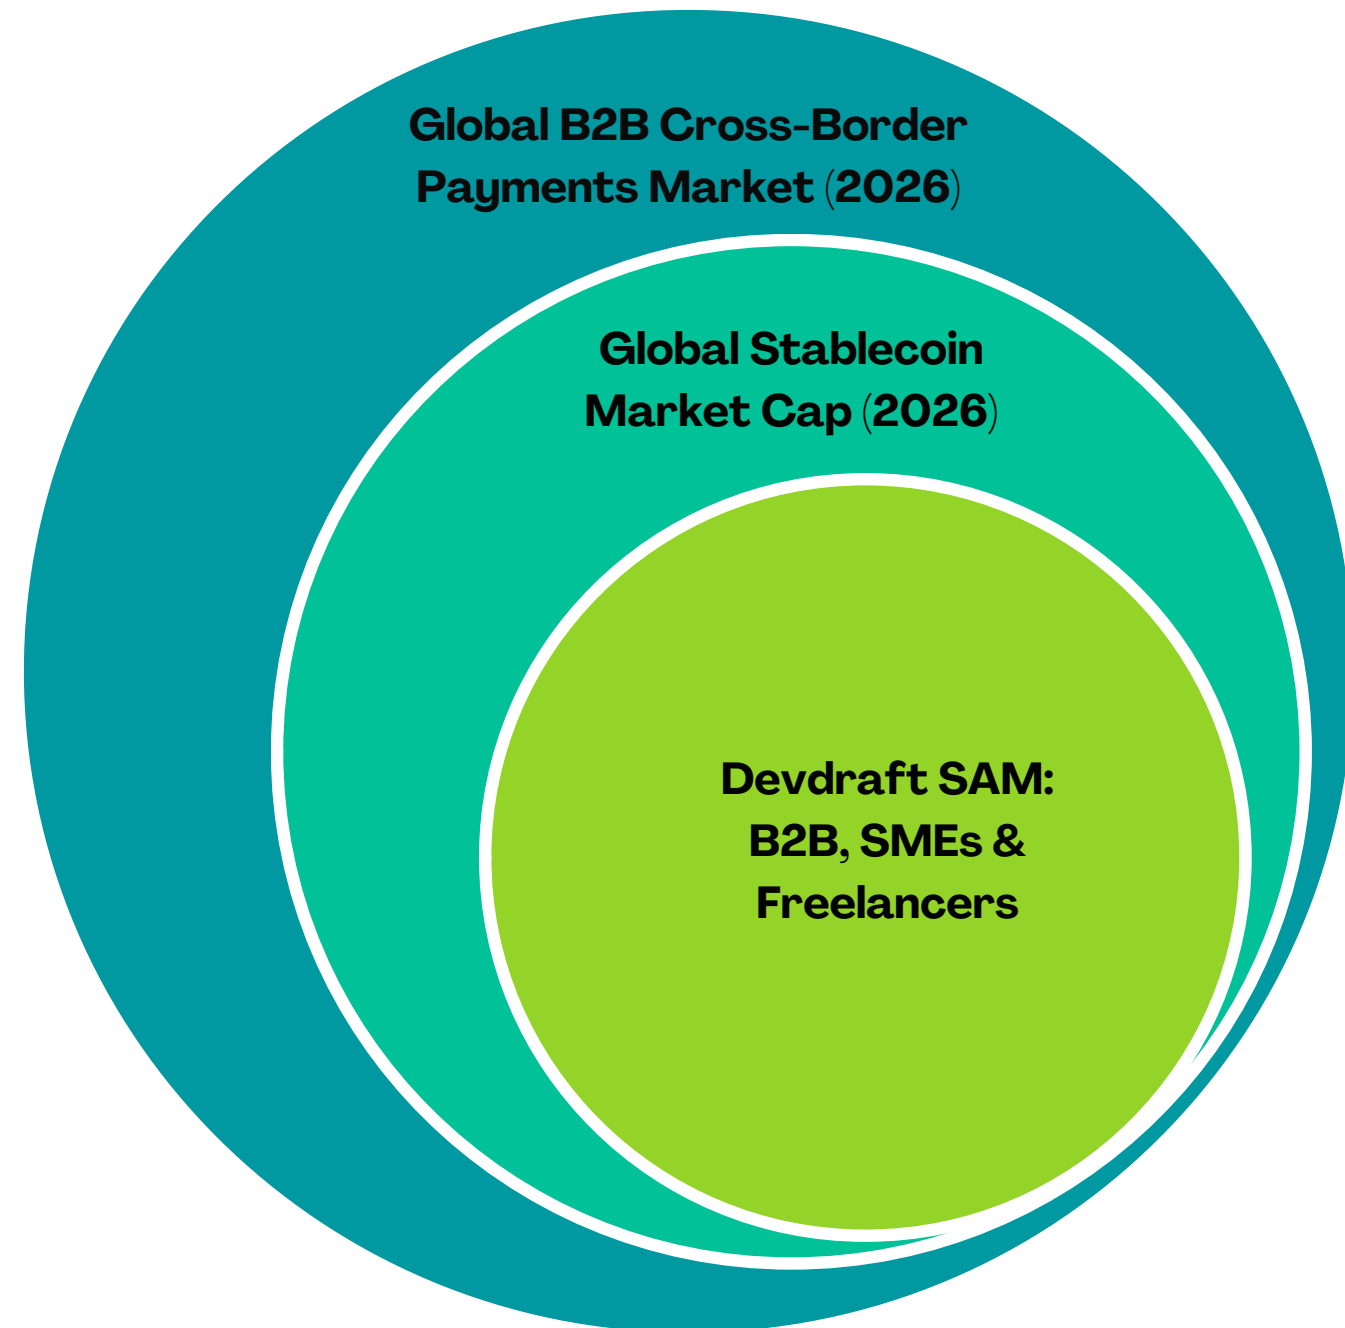 Global B2B Cross-Border
Payments Market (2026)
Global Stablecoin
Market Cap (2026)
Devdraft SAM:
B2B, SMEs &
Freelancers